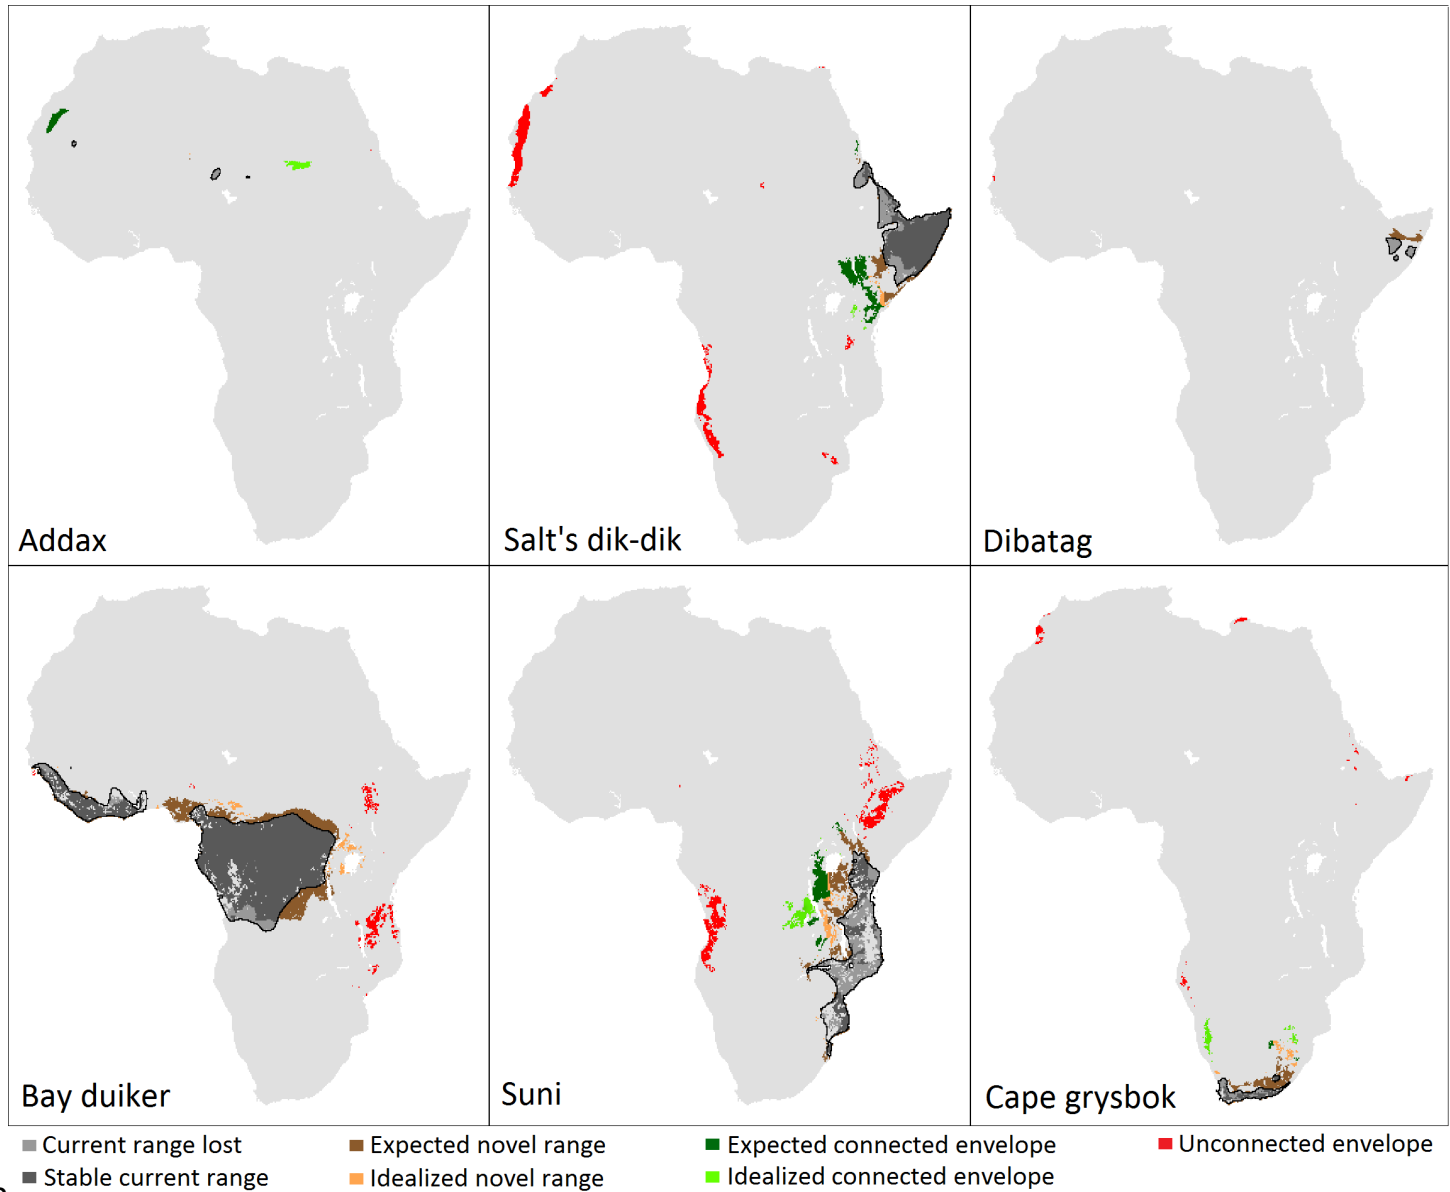 Addax
Salt's dik-dik
Dibatag
Bay duiker
Suni
Cape grysbok
Current range lost
Expected novel range
Expected connected envelope
Unconnected envelope
Stable current range
Idealized novel range
Idealized connected envelope